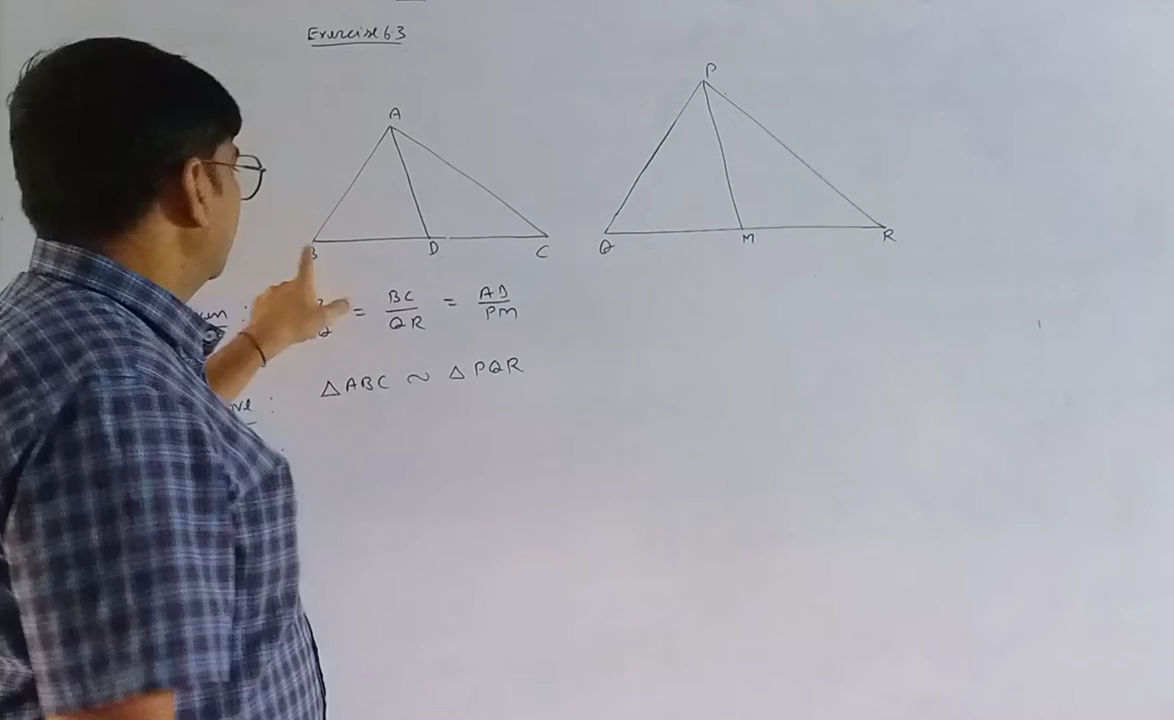 Exercise 6.3
A
P
B D C
Q M R
: = BC/QR = AD/PM
: △ABC ~ △PQR